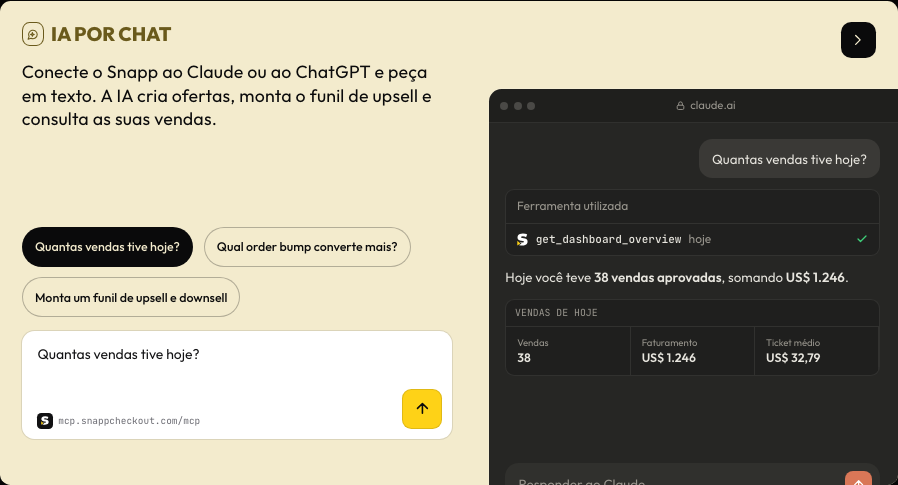 IA POR CHAT
Conecte o Snapp ao Claude ou ao ChatGPT e peça
em texto. A IA cria ofertas, monta o funil de upsell e
consulta as suas vendas.
Quantas vendas tive hoje?
Qual order bump converte mais?
Monta um funil de upsell e downsell
Quantas vendas tive hoje?
S
mcp.snappcheckout.com/mcp
claude.ai
Quantas vendas tive hoje?
Ferramenta utilizada
S get_dashboard_overview hoje
Hoje você teve 38 vendas aprovadas, somando US$ 1.246.
VENDAS DE HOJE
Vendas
38
Faturamento
US$ 1.246
Ticket médio
US$ 32,79
Responder ao Claude